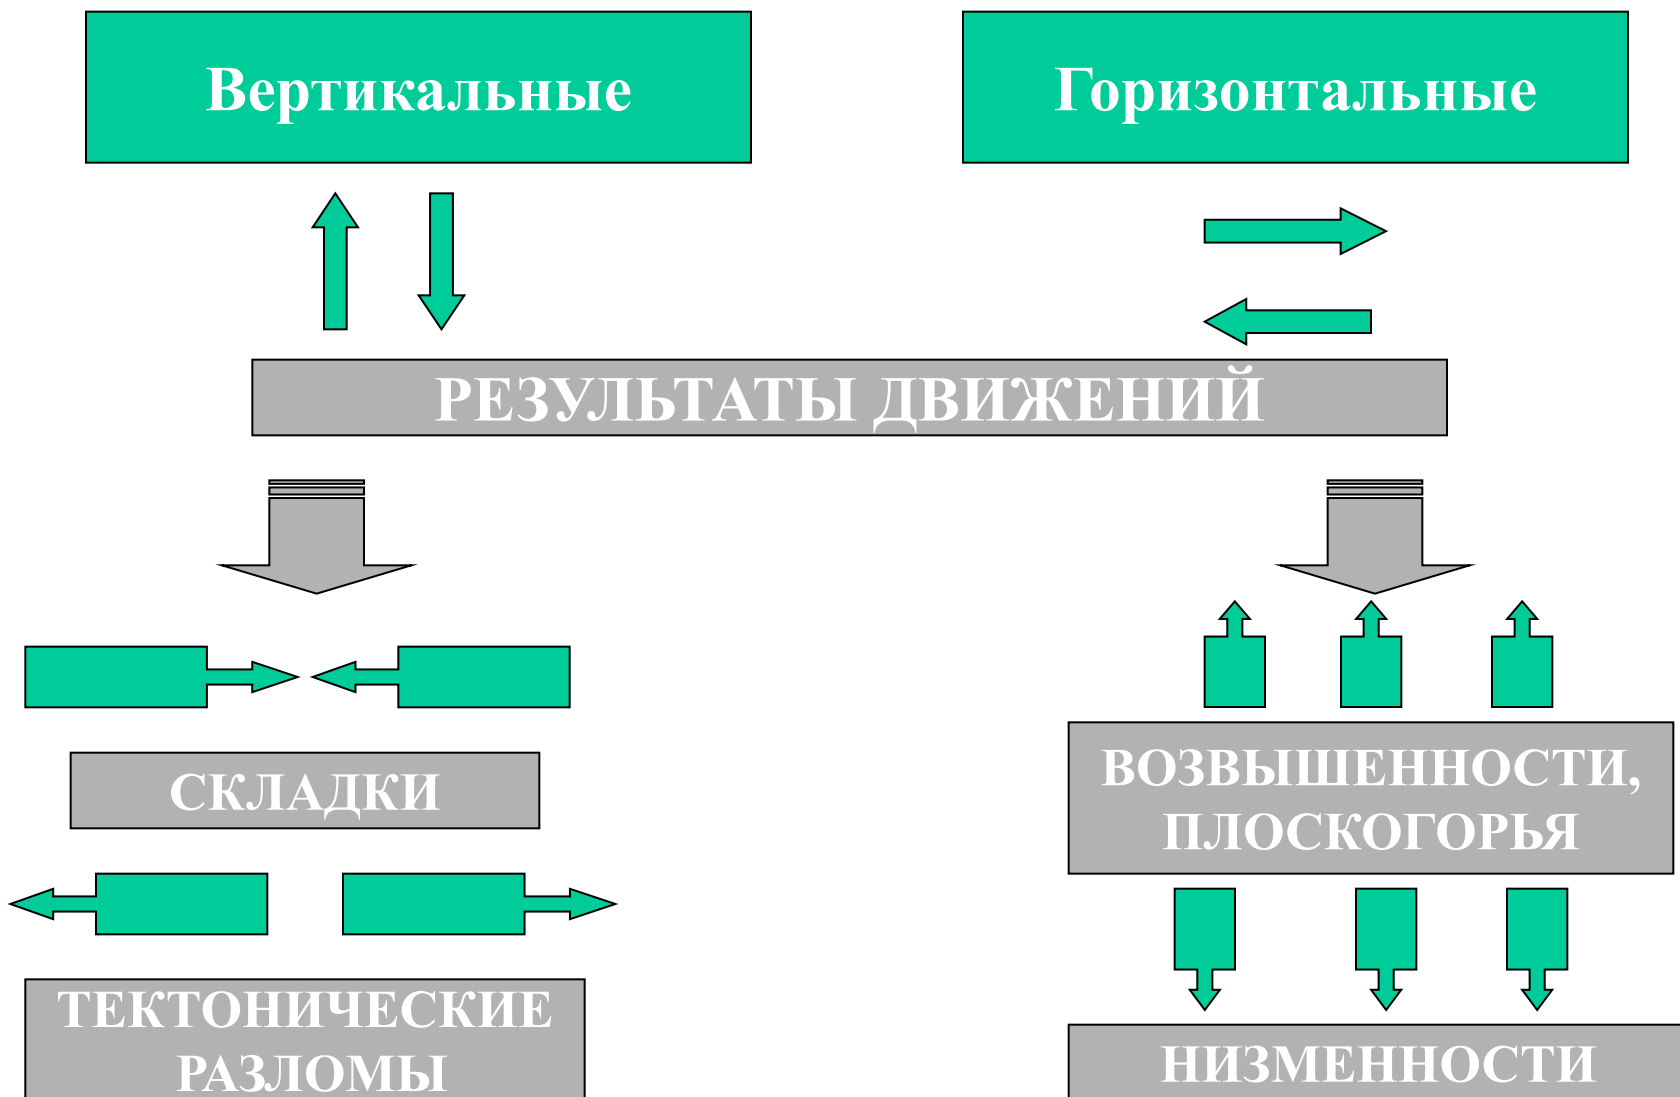 Вертикальные
Горизонтальные
РЕЗУЛЬТАТЫ ДВИЖЕНИЙ
СКЛАДКИ
ТЕКТОНИЧЕСКИЕ
РАЗЛОМЫ
ВОЗВЫШЕННОСТИ,
ПЛОСКОГОРЬЯ
НИЗМЕННОСТИ